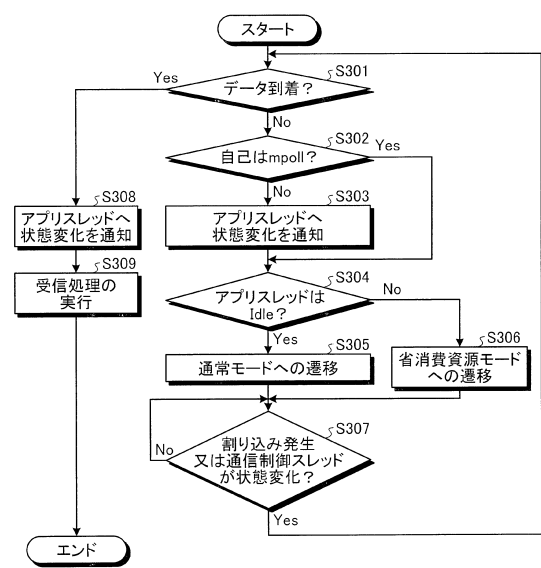 スタート
S301
データ到着？
Yes
No
S302
自己はmpoll？
Yes
No
S308
アプリスレッドへ
状態変化を通知
S303
アプリスレッドへ
状態変化を通知
S309
受信処理の
実行
S304
アプリスレッドは
Idle？
No
Yes
S305
通常モードへの遷移
S306
省消費資源モード
への遷移
S307
割り込み発生
又は通信制御スレッド
が状態変化？
No
Yes
エンド